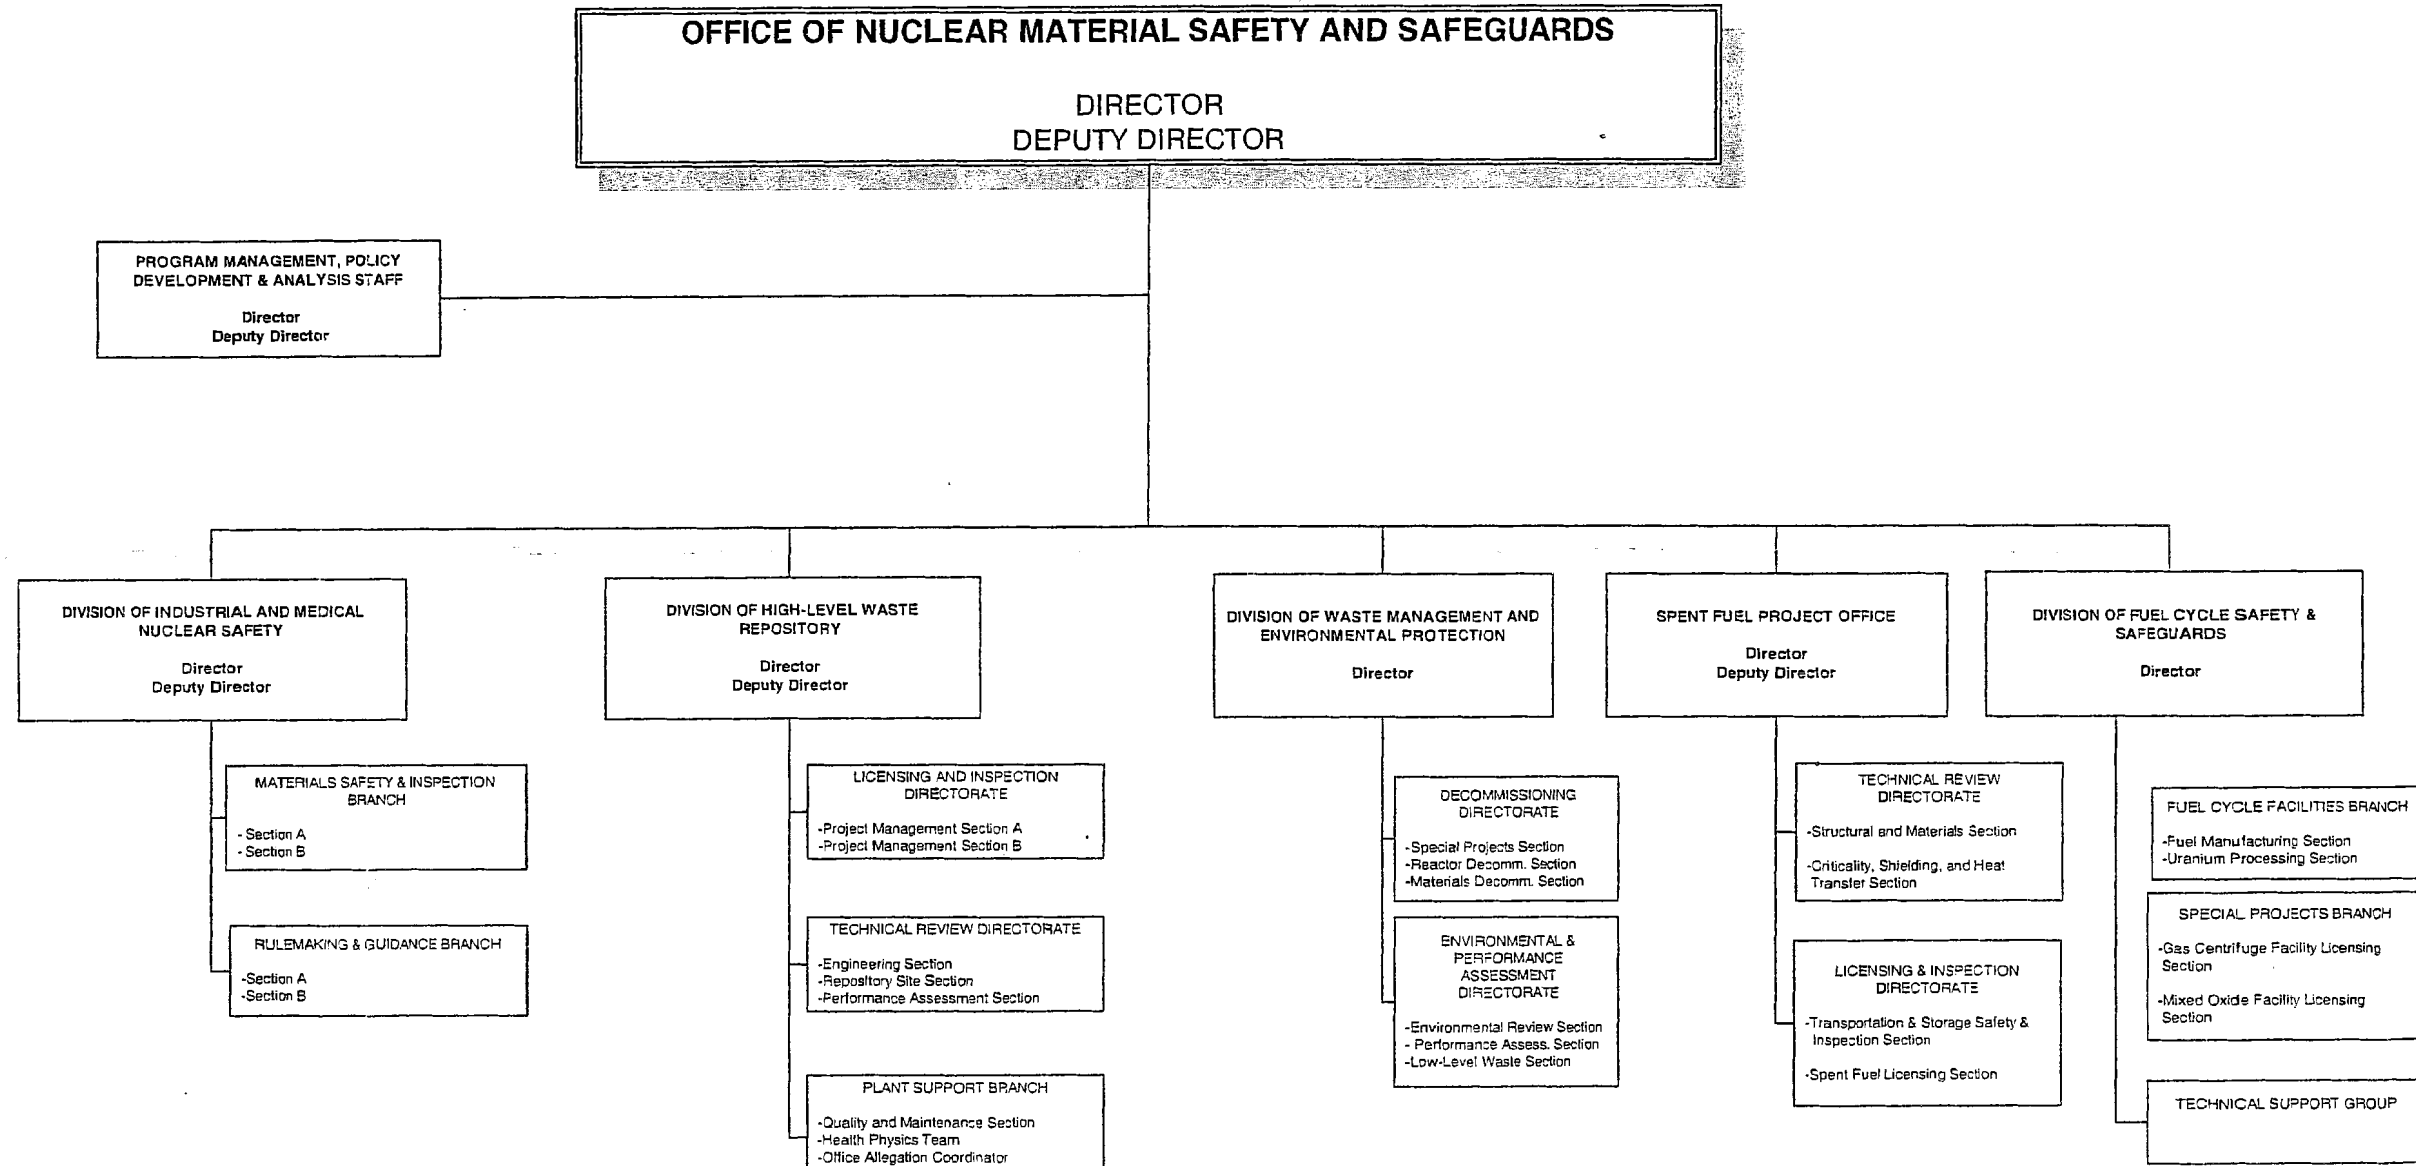 OFFICE OF NUCLEAR MATERIAL SAFETY AND SAFEGUARDS
DIRECTOR
DEPUTY DIRECTOR
PROGRAM MANAGEMENT, POLICY
DEVELOPMENT & ANALYSIS STAFF
Director
Deputy Director
DIVISION OF INDUSTRIAL AND MEDICAL
NUCLEAR SAFETY
Director
Deputy Director
MATERIALS SAFETY & INSPECTION
BRANCH
- Section A
- Section B
RULEMAKING & GUIDANCE BRANCH
-Section A
-Section B
DIVISION OF HIGH-LEVEL WASTE
REPOSITORY
Director
Deputy Director
LICENSING AND INSPECTION
DIRECTORATE
-Project Management Section A
-Project Management Section B
TECHNICAL REVIEW DIRECTORATE
-Engineering Section
-Repository Site Section
-Performance Assessment Section
PLANT SUPPORT BRANCH
-Quality and Maintenance Section
-Health Physics Team
-Office Allegation Coordinator
DIVISION OF WASTE MANAGEMENT AND
ENVIRONMENTAL PROTECTION
Director
DECOMMISSIONING
DIRECTORATE
-Special Projects Section
-Reactor Decomm. Section
-Materials Decomm. Section
ENVIRONMENTAL &
PERFORMANCE
ASSESSMENT
DIRECTORATE
-Environmental Review Section
- Performance Assess. Section
-Low-Level Waste Section
SPENT FUEL PROJECT OFFICE
Director
Deputy Director
TECHNICAL REVIEW
DIRECTORATE
-Structural and Materials Section
-Criticality, Shielding, and Heat
Transfer Section
LICENSING & INSPECTION
DIRECTORATE
-Transportation & Storage Safety &
Inspection Section
-Spent Fuel Licensing Section
DIVISION OF FUEL CYCLE SAFETY &
SAFEGUARDS
Director
FUEL CYCLE FACILITIES BRANCH
-Fuel Manufacturing Section
-Uranium Processing Section
SPECIAL PROJECTS BRANCH
-Gas Centrifuge Facility Licensing
Section
-Mixed Oxide Facility Licensing
Section
TECHNICAL SUPPORT GROUP